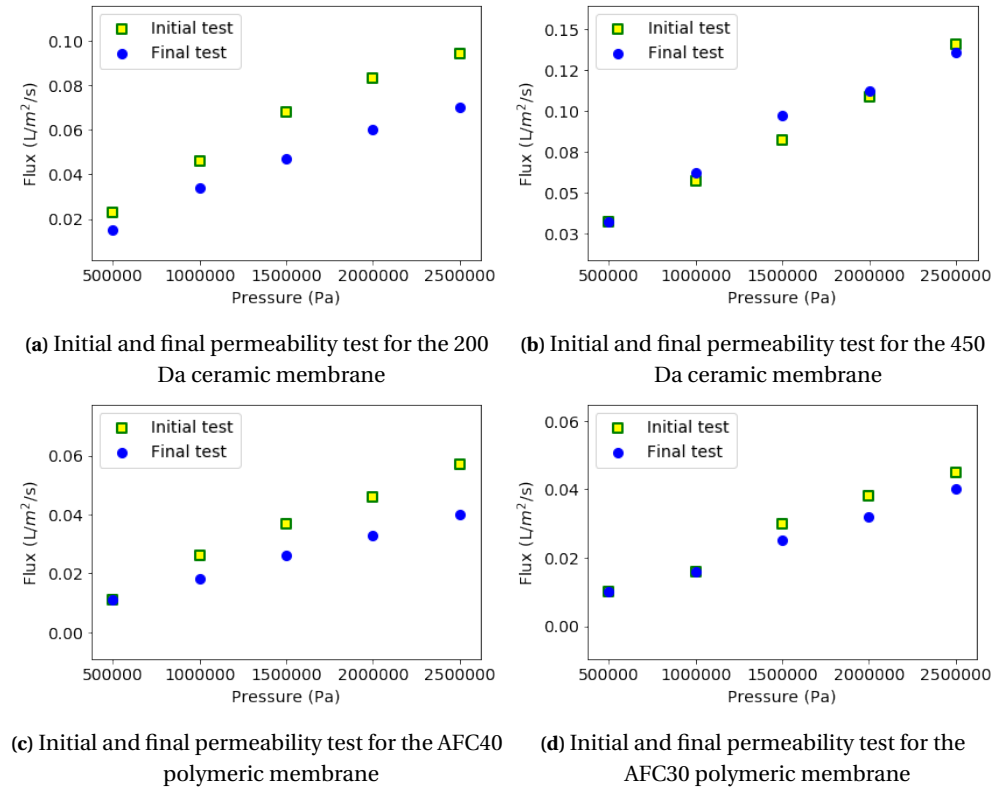 Initial test
Final test
0.10
0.08
0.06
0.04
0.02
Flux (L/m²/s)
500000 1000000 1500000 2000000 2500000
Pressure (Pa)
Initial test
Final test
0.15
0.12
0.10
0.08
0.05
0.03
Flux (L/m²/s)
500000 1000000 1500000 2000000 2500000
Pressure (Pa)
(a) Initial and final permeability test for the 200
Da ceramic membrane
(b) Initial and final permeability test for the 450
Da ceramic membrane
Initial test
Final test
0.06
0.04
0.02
0.00
Flux (L/m²/s)
500000 1000000 1500000 2000000 2500000
Pressure (Pa)
Initial test
Final test
0.06
0.04
0.02
0.00
Flux (L/m²/s)
500000 1000000 1500000 2000000 2500000
Pressure (Pa)
(c) Initial and final permeability test for the AFC40
polymeric membrane
(d) Initial and final permeability test for the
AFC30 polymeric membrane